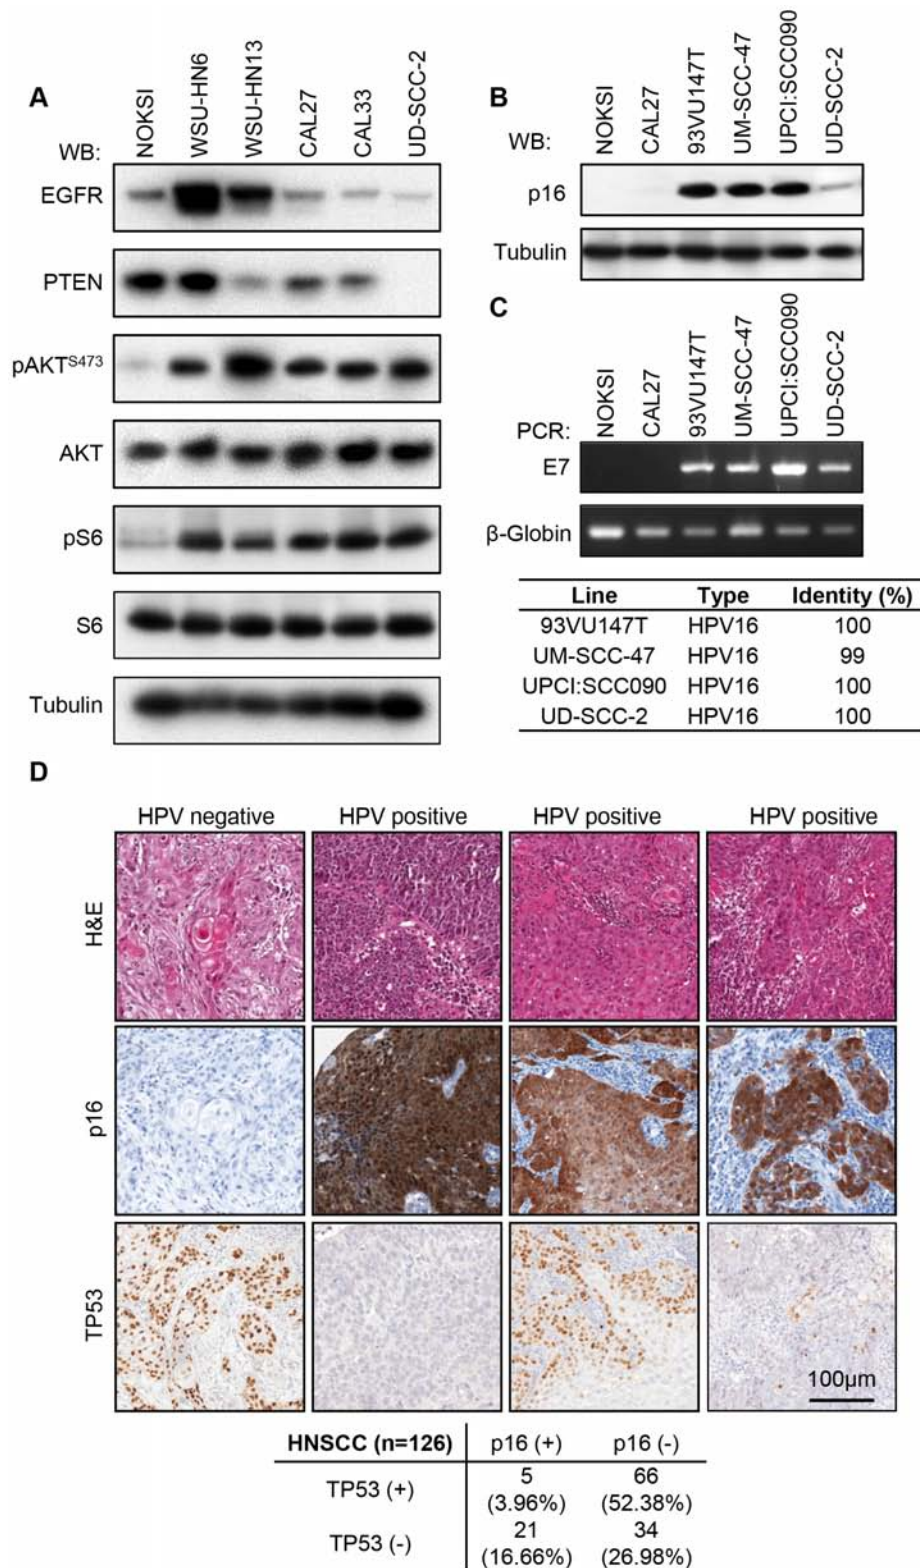 A
NOKSI
WSU-HN6
WSU-HN13
CAL27
CAL33
UD-SCC-2
WB:
EGFR
PTEN
pAKTS473
AKT
pS6
S6
Tubulin
B
NOKSI
CAL27
93VU147T
UM-SCC-47
UPCI:SCC090
UD-SCC-2
WB:
p16
Tubulin
C
NOKSI
CAL27
93VU147T
UM-SCC-47
UPCI:SCC090
UD-SCC-2
PCR:
E7
β-Globin
Line Type Identity (%)
93VU147T HPV16 100
UM-SCC-47 HPV16 99
UPCI:SCC090 HPV16 100
UD-SCC-2 HPV16 100
D
HPV negative HPV positive HPV positive HPV positive
H&E
p16
TP53
100µm
HNSCC (n=126) p16 (+) p16 (-)
TP53 (+) 5 66
(3.96%) (52.38%)
TP53 (-) 21 34
(16.66%) (26.98%)